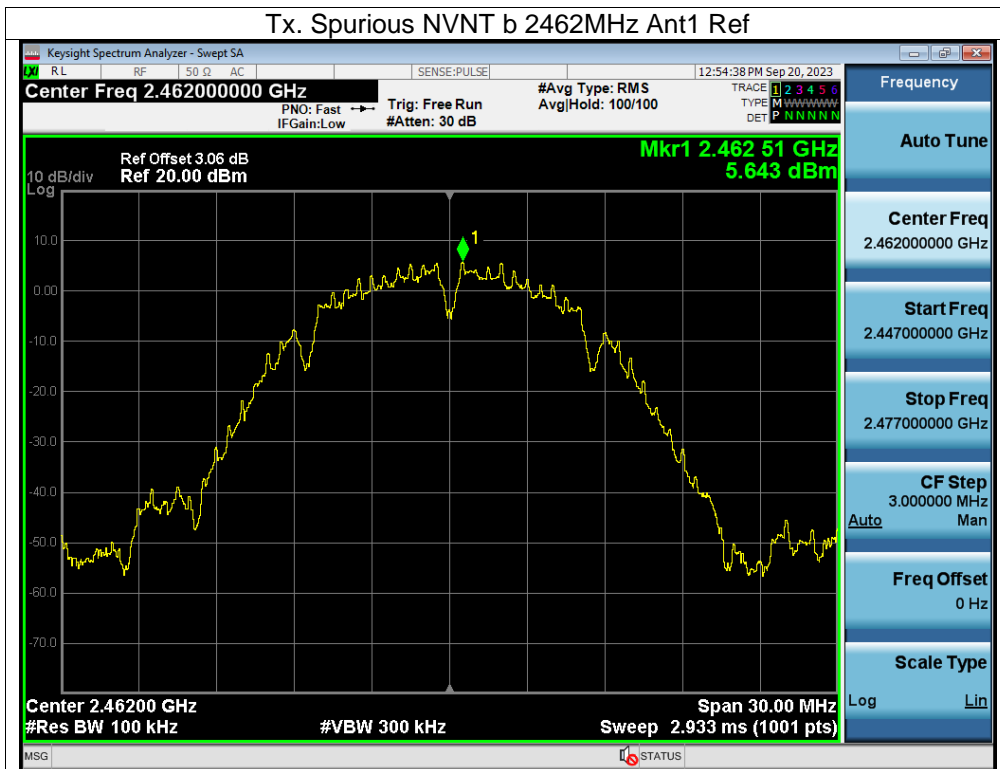 Tx. Spurious NVNT b 2462MHz Ant1 Ref
Keysight Spectrum Analyzer - Swept SA
LXI RL RF 50 Ω AC SENSE:PULSE 12:54:38 PM Sep 20, 2023
Center Freq 2.462000000 GHz #Avg Type: RMS TRACE 1 2 3 4 5 6
PNO: Fast Trig: Free Run Avg|Hold: 100/100 TYPE M WWWWW
IFGain:Low #Atten: 30 dB DET P N N N N N
Mkr1 2.462 51 GHz
5.643 dBm
Ref Offset 3.06 dB
10 dB/div Ref 20.00 dBm
Log
1
10.0
0.00
-10.0
-20.0
-30.0
-40.0
-50.0
-60.0
-70.0
Center 2.46200 GHz Span 30.00 MHz
#Res BW 100 kHz #VBW 300 kHz Sweep 2.933 ms (1001 pts)
MSG STATUS
Frequency
Auto Tune
Center Freq
2.462000000 GHz
Start Freq
2.447000000 GHz
Stop Freq
2.477000000 GHz
CF Step
3.000000 MHz
Auto Man
Freq Offset
0 Hz
Scale Type
Log Lin